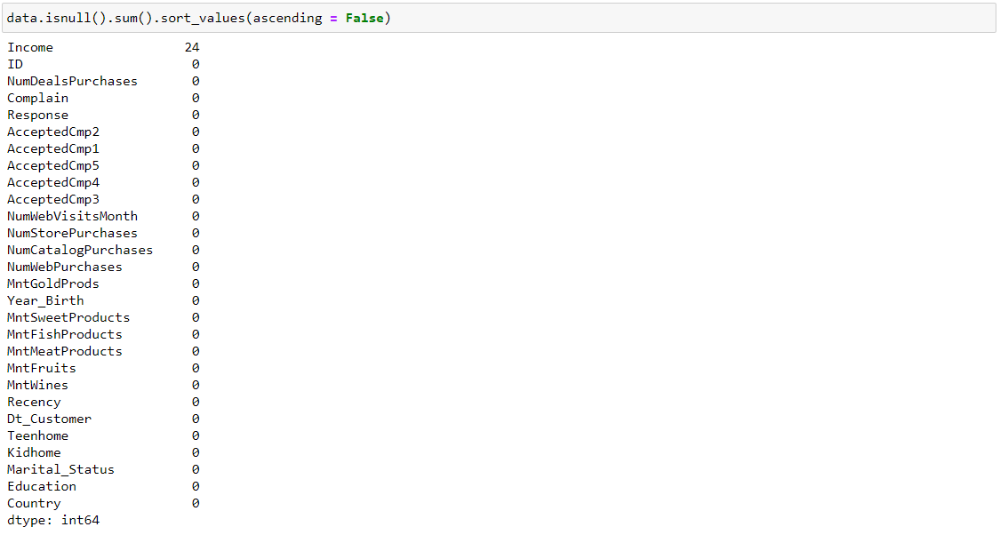 data.isnull().sum().sort_values(ascending = False)
Income 24
ID 0
NumDealsPurchases 0
Complain 0
Response 0
AcceptedCmp2 0
AcceptedCmp1 0
AcceptedCmp5 0
AcceptedCmp4 0
AcceptedCmp3 0
NumWebVisitsMonth 0
NumStorePurchases 0
NumCatalogPurchases 0
NumWebPurchases 0
MntGoldProds 0
Year_Birth 0
MntSweetProducts 0
MntFishProducts 0
MntMeatProducts 0
MntFruits 0
MntWines 0
Recency 0
Dt_Customer 0
Teenhome 0
Kidhome 0
Marital_Status 0
Education 0
Country 0
dtype: int64